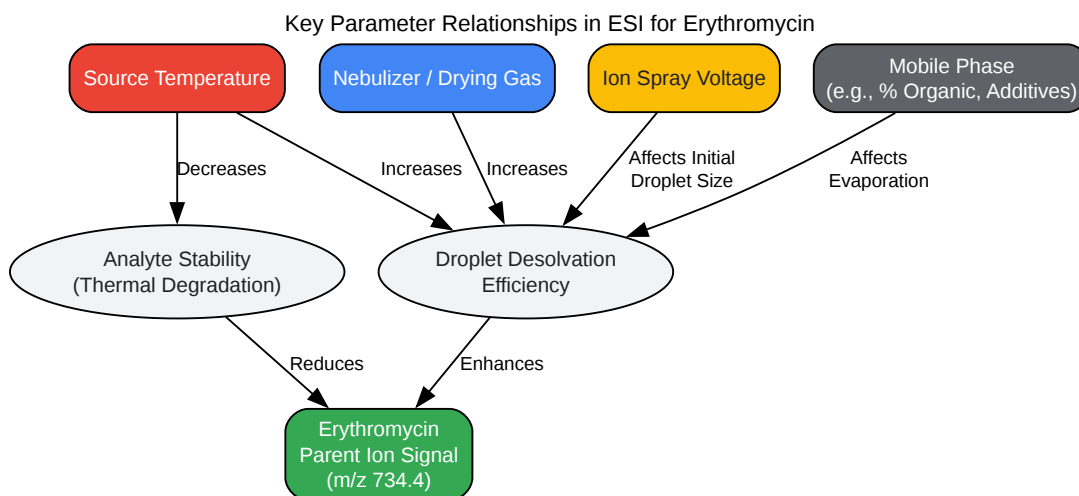 Key Parameter Relationships in ESI for Erythromycin
Source Temperature
Nebulizer / Drying Gas
Ion Spray Voltage
Mobile Phase
(e.g., % Organic, Additives)
Decreases
Increases
Increases
Affects Initial
Droplet Size
Affects
Evaporation
Analyte Stability
(Thermal Degradation)
Droplet Desolvation
Efficiency
Reduces
Enhances
Erythromycin
Parent Ion Signal
(m/z 734.4)